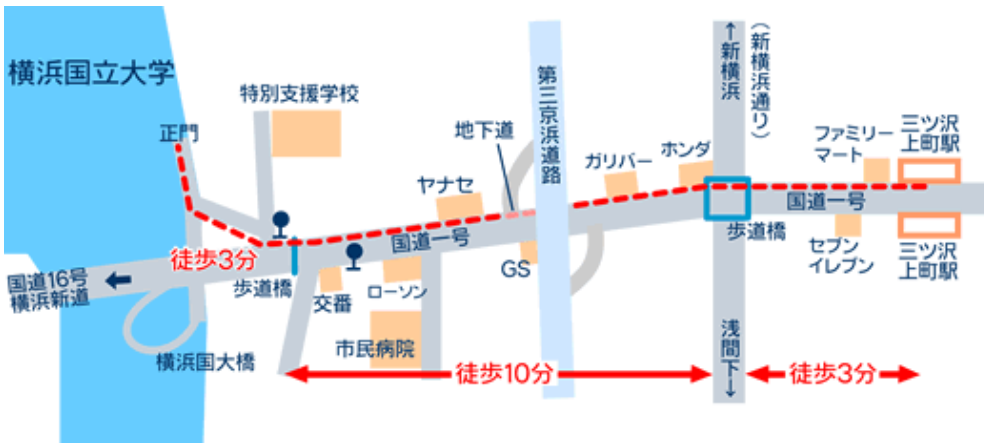 横浜国立大学
正門
特別支援学校
地下道
ヤナセ
第三京浜道路
ガリバー
ホンダ
↑新横浜
（新横浜通り）
ファミリー
マート
三ツ沢
上町駅
国道一号
国道一号
歩道橋
セブン
イレブン
三ツ沢
上町駅
徒歩3分
国道16号
横浜新道
歩道橋
交番
ローソン
GS
横浜国大橋
市民病院
徒歩10分
浅間下↓
徒歩3分